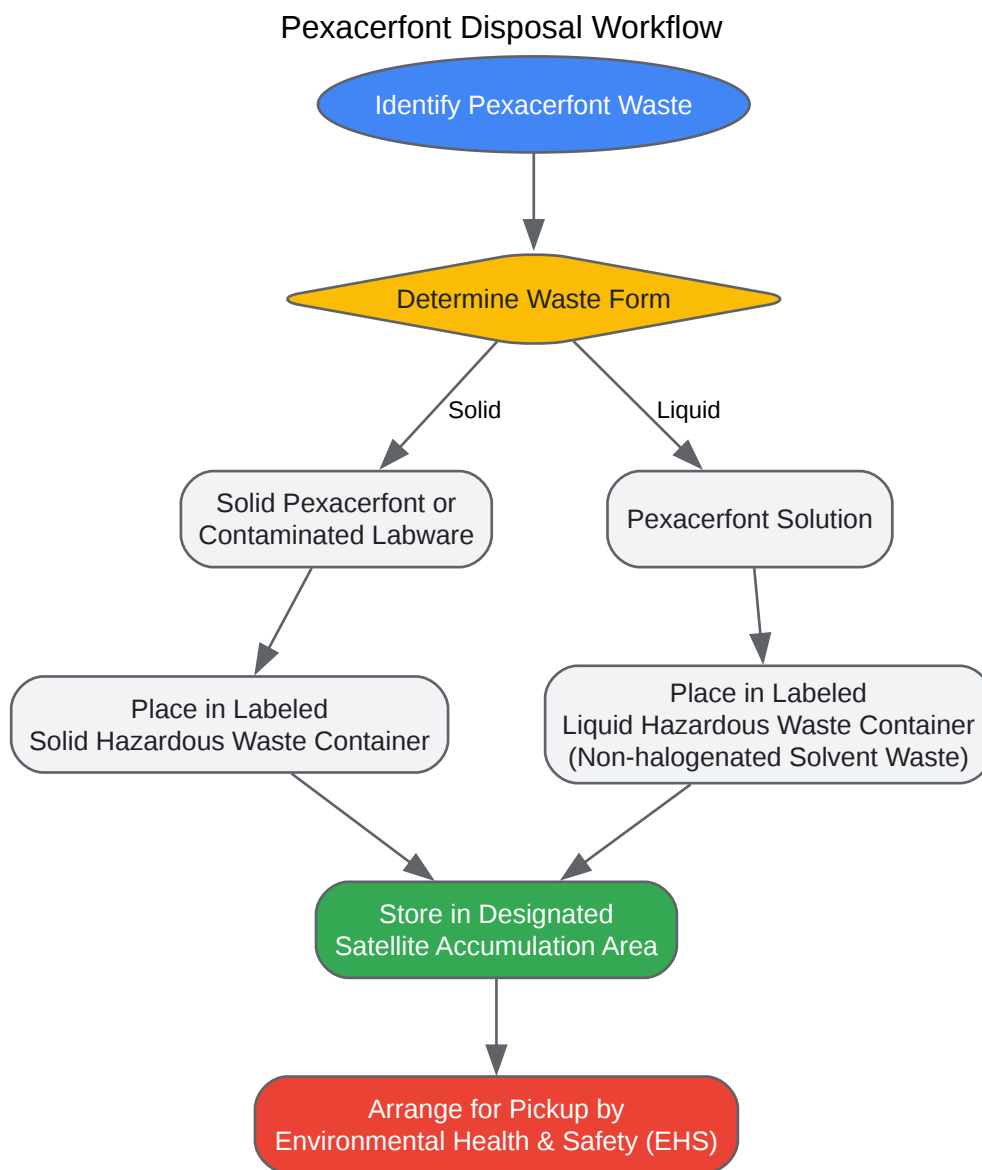 Pexacerfont Disposal Workflow
Identify Pexacerfont Waste
Determine Waste Form
Solid
Liquid
Solid Pexacerfont or
Contaminated Labware
Pexacerfont Solution
Place in Labeled
Solid Hazardous Waste Container
Place in Labeled
Liquid Hazardous Waste Container
(Non-halogenated Solvent Waste)
Store in Designated
Satellite Accumulation Area
Arrange for Pickup by
Environmental Health & Safety (EHS)